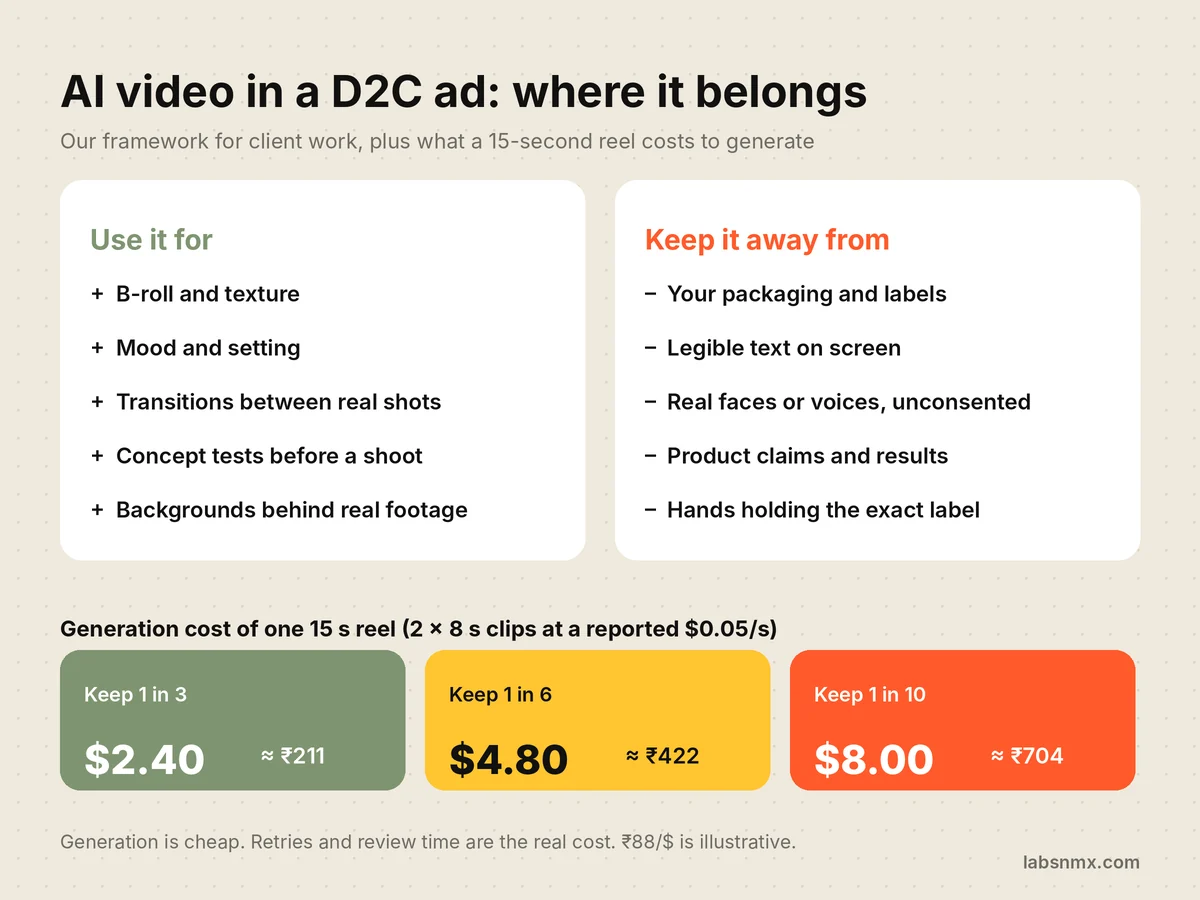 AI video in a D2C ad: where it belongs
Our framework for client work, plus what a 15-second reel costs to generate
Use it for
+ B-roll and texture
+ Mood and setting
+ Transitions between real shots
+ Concept tests before a shoot
+ Backgrounds behind real footage
Keep it away from
– Your packaging and labels
– Legible text on screen
– Real faces or voices, unconsented
– Product claims and results
– Hands holding the exact label
Generation cost of one 15 s reel (2 × 8 s clips at a reported $0.05/s)
Keep 1 in 3
$2.40 ≈ ₹211
Keep 1 in 6
$4.80 ≈ ₹422
Keep 1 in 10
$8.00 ≈ ₹704
Generation is cheap. Retries and review time are the real cost. ₹88/$ is illustrative.
labsnmx.com